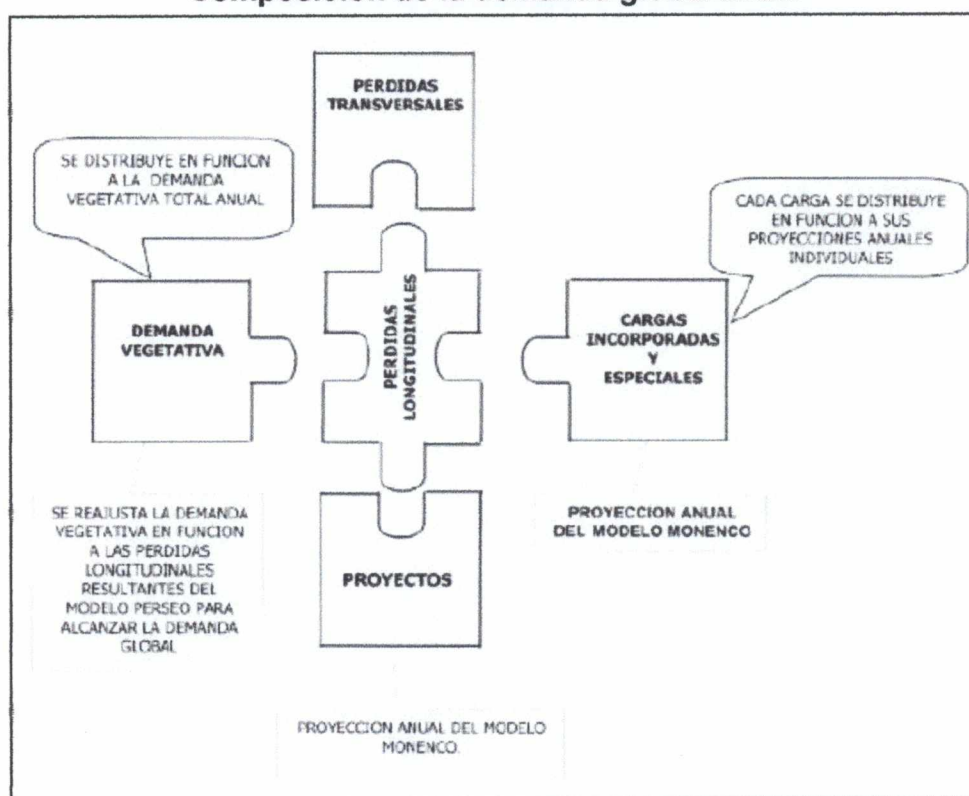 PERDIDAS
TRANSVERSALES
SE DISTRIBUYE EN FUNCION
A LA DEMANDA
VEGETATIVA TOTAL ANUAL
CADA CARGA SE DISTRIBUYE
EN FUNCION A SUS
PROYECCIONES ANUALES
INDIVIDUALES
DEMANDA
VEGETATIVA
PERDIDAS
LONGITUDINALES
CARGAS
INCORPORADAS
Y
ESPECIALES
SE REAJUSTA LA DEMANDA
VEGETATIVA EN FUNCION
A LAS PERDIDAS
LONGITUDINALES
RESULTANTES DEL
MODELO PERSEO PARA
ALCANZAR LA DEMANDA
GLOBAL
PROYECCION ANUAL
DEL MODELO MONENCO
PROYECTOS
PROYECCION ANUAL DEL MODELO
MONENCO.